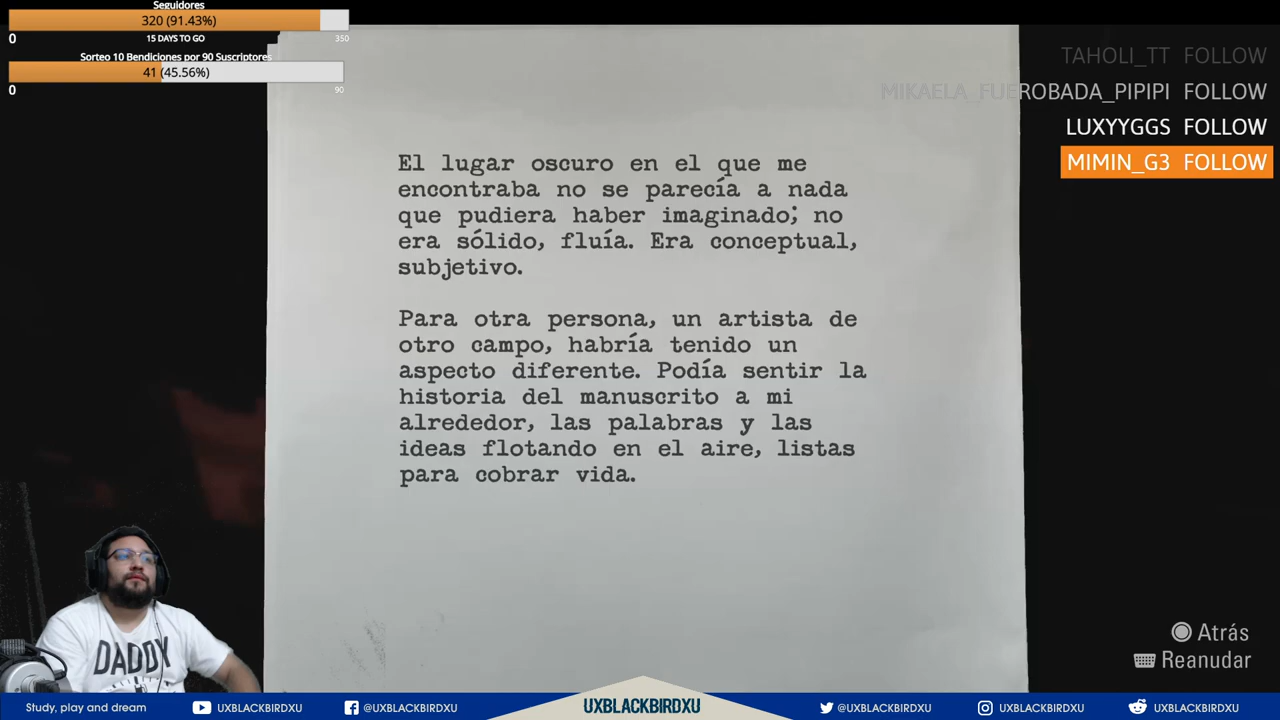 Seguidores
320 (91.43%)
0
15 DAYS TO GO
350
Sorteo 10 Bendiciones por 90 Suscriptores
41 (45.56%)
0
90
TAHOLI_TT FOLLOW
MIKAELA_FUEROBADA_PIPIPI FOLLOW
LUXYYGGS FOLLOW
MIMIN_G3 FOLLOW
El lugar oscuro en el que me
encontraba no se parecía a nada
que pudiera haber imaginado; no
era sólido, fluía. Era conceptual,
subjetivo.
Para otra persona, un artista de
otro campo, habría tenido un
aspecto diferente. Podía sentir la
historia del manuscrito a mi
alrededor, las palabras y las
ideas flotando en el aire, listas
para cobrar vida.
DADDY
Atrás
Reanudar
Study, play and dream
UXBLACKBIRDXU
@UXBLACKBIRDXU
UXBLACKBIRDXU
@UXBLACKBIRDXU
UXBLACKBIRDXU
UXBLACKBIRDXU